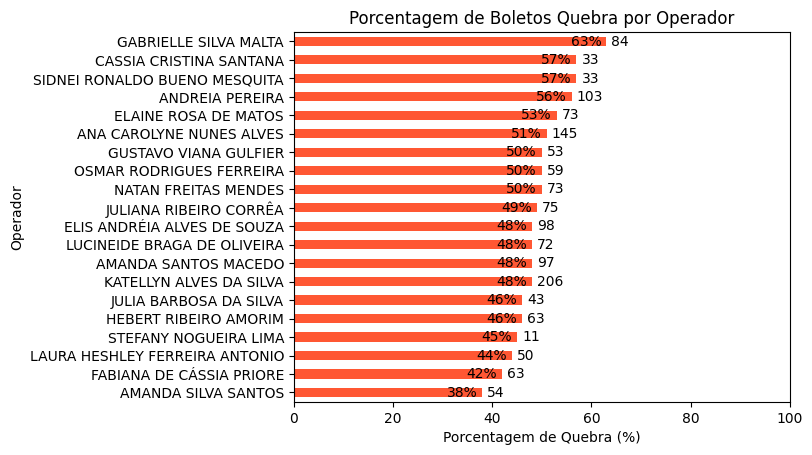 Porcentagem de Boletos Quebra por Operador
GABRIELLE SILVA MALTA 63% 84
CASSIA CRISTINA SANTANA 57% 33
SIDNEI RONALDO BUENO MESQUITA 57% 33
ANDREIA PEREIRA 56% 103
ELAINE ROSA DE MATOS 53% 73
ANA CAROLYNE NUNES ALVES 51% 145
GUSTAVO VIANA GULFIER 50% 53
OSMAR RODRIGUES FERREIRA 50% 59
NATAN FREITAS MENDES 50% 73
JULIANA RIBEIRO CORRÊA 49% 75
ELIS ANDRÉIA ALVES DE SOUZA 48% 98
LUCINEIDE BRAGA DE OLIVEIRA 48% 72
AMANDA SANTOS MACEDO 48% 97
KATELLYN ALVES DA SILVA 48% 206
JULIA BARBOSA DA SILVA 46% 43
HEBERT RIBEIRO AMORIM 46% 63
STEFANY NOGUEIRA LIMA 45% 11
LAURA HESHLEY FERREIRA ANTONIO 44% 50
FABIANA DE CÁSSIA PRIORE 42% 63
AMANDA SILVA SANTOS 38% 54
Operador
0 20 40 60 80 100
Porcentagem de Quebra (%)